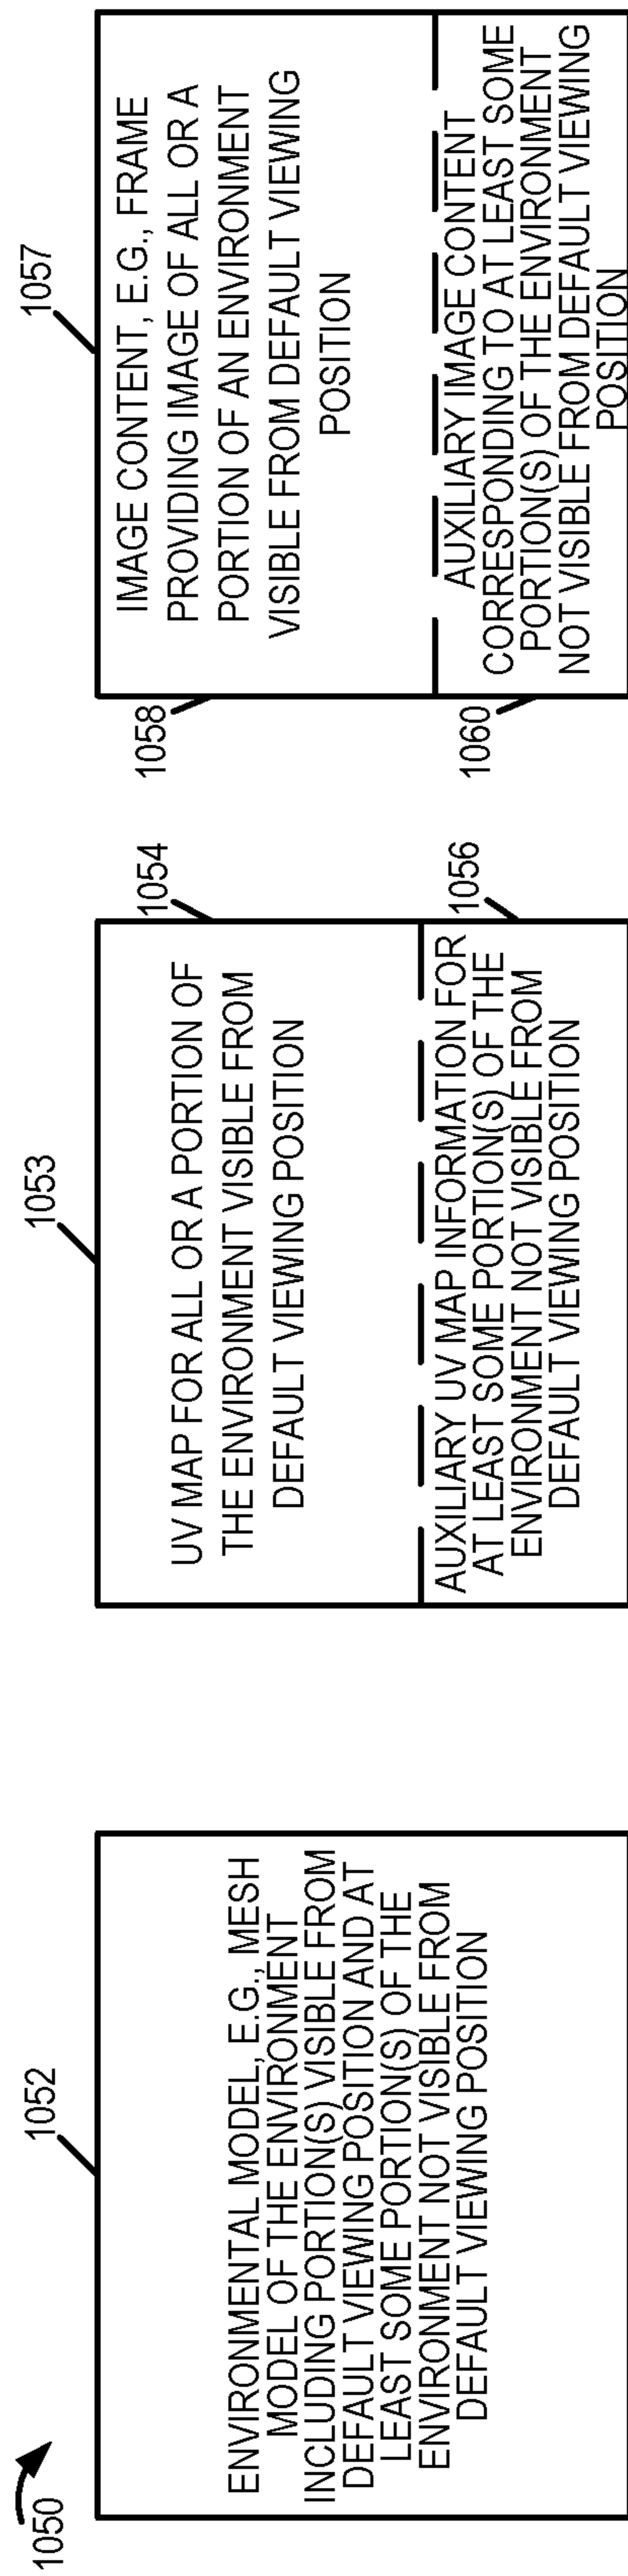 1050
1052
ENVIRONMENTAL MODEL, E.G., MESH
MODEL OF THE ENVIRONMENT
INCLUDING PORTION(S) VISIBLE FROM
DEFAULT VIEWING POSITION AND AT
LEAST SOME PORTION(S) OF THE
ENVIRONMENT NOT VISIBLE FROM
DEFAULT VIEWING POSITION
1053
UV MAP FOR ALL OR A PORTION OF
THE ENVIRONMENT VISIBLE FROM
DEFAULT VIEWING POSITION
1054
AUXILIARY UV MAP INFORMATION FOR
AT LEAST SOME PORTION(S) OF THE
ENVIRONMENT NOT VISIBLE FROM
DEFAULT VIEWING POSITION
1056
1057
1058
IMAGE CONTENT, E.G., FRAME
PROVIDING IMAGE OF ALL OR A
PORTION OF AN ENVIRONMENT
VISIBLE FROM DEFAULT VIEWING
POSITION
1060
AUXILIARY IMAGE CONTENT
CORRESPONDING TO AT LEAST SOME
PORTION(S) OF THE ENVIRONMENT
NOT VISIBLE FROM DEFAULT VIEWING
POSITION